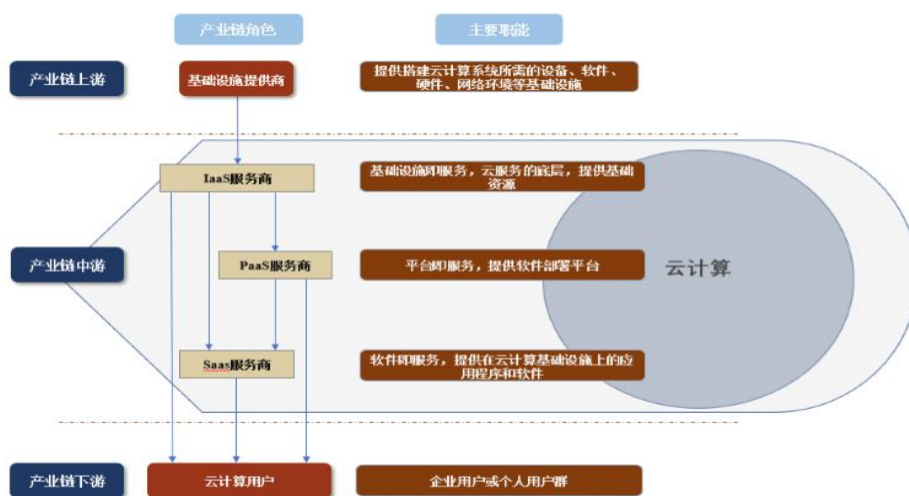 产业链角色
主要职能
产业链上游
基础设施提供商
提供搭建云计算系统所需的设备、软件、
硬件、网络环境等基础设施
IaaS服务商
基础设施即服务，云服务的底层，提供基础
资源
产业链中游
PaaS服务商
平台即服务，提供软件部署平台
云计算
Saas服务商
软件即服务，提供在云计算基础设施上的应
用程序和软件
产业链下游
云计算用户
企业用户或个人用户群